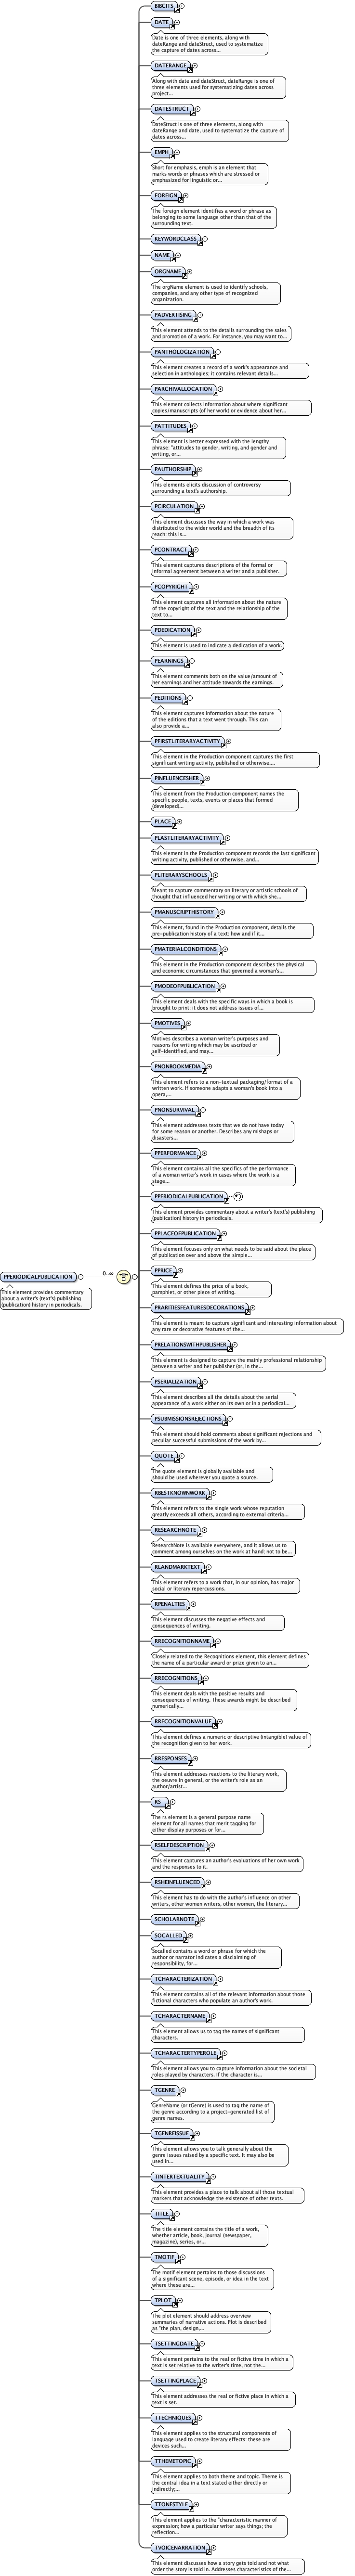 BIBCITS
DATE
Date is one of three elements, along with
dateRange and dateStruct, used to systematize
the capture of dates across...
DATERANGE
Along with date and dateStruct, dateRange is one of
three elements used for systematizing dates across
project...
DATESTRUCT
DateStruct is one of three elements, along with
dateRange and date, used to systematize the capture of
dates across...
EMPH
Short for emphasis, emph is an element that
marks words or phrases which are stressed or
emphasized for linguistic or...
FOREIGN
The foreign element identifies a word or phrase as
belonging to some language other than that of the
surrounding text.
KEYWORDCLASS
NAME
ORGNAME
The orgName element is used to identify schools,
companies, and any other type of recognized
organization.
PADVERTISING
This element attends to the details surrounding the sales
and promotion of a work. For instance, you may want to...
PANTHOLOGIZATION
This element creates a record of a work's appearance and
selection in anthologies; it contains relevant details...
PARCHIVALLOCATION
This element collects information about where significant
copies/manuscripts (of her work) or evidence about her...
PATTITUDES
This element is better expressed with the lengthy
phrase: "attitudes to gender, writing, and gender and
writing, or...
PAUTHORSHIP
This elements elicits discussion of controversy
surrounding a text's authorship.
PCIRCULATION
This element discusses the way in which a work was
distributed to the wider world and the breadth of its
reach: this is...
PCONTRACT
This element captures descriptions of the formal or
informal agreement between a writer and a publisher.
PCOPYRIGHT
This element captures all information about the nature
of the copyright of the text and the relationship of the
text to...
PDEDICATION
This element is used to indicate a dedication of a work.
PEARNINGS
This element comments both on the value/amount of
her earnings and her attitude towards the earnings.
PEDITIONS
This element captures information about the nature
of the editions that a text went through. This can
also provide a...
PFIRSTLITERARYACTIVITY
This element in the Production component captures the first
significant writing activity, published or otherwise....
PINFLUENCESHER
This element from the Production component names the
specific people, texts, events or places that formed
(developed)...
PLACE
PLASTLITERARYACTIVITY
This element in the Production component records the last significant
writing activity, published or otherwise, and...
PLITERARYSCHOOLS
Meant to capture commentary on literary or artistic schools of
thought that influenced her writing or with which she...
PMANUSCRIPTHISTORY
This element, found in the Production component, details the
pre-publication history of a text: how and if it...
PMATERIALCONDITIONS
This element in the Production component describes the physical
and economic circumstances that governed a woman's...
PMODEOFPUBLICATION
This element deals with the specific ways in which a book is
brought to print; it does not address issues of...
PMOTIVES
Motives describes a woman writer's purposes and
reasons for writing which may be ascribed or
self-identified, and may...
PNONBOOKMEDIA
This element refers to a non-textual packaging/format of a
written work. If someone adapts a woman's book into a
opera,...
PNONSURVIVAL
This element addresses texts that we do not have today
for some reason or another. Describes any mishaps or
disasters...
PPERFORMANCE
This element contains all the specifics of the performance
of a woman writer's work in cases where the work is a
stage...
PPERIODICALPUBLICATION
This element provides commentary about a writer's (text's) publishing
(publication) history in periodicals.
PPLACEOFPUBLICATION
This element focuses only on what needs to be said about the place
of publication over and above the simple...
PPERIODICALPUBLICATION
0..∞
This element provides commentary
about a writer's (text's) publishing
(publication) history in periodicals.
PPRICE
This element defines the price of a book,
pamphlet, or other piece of writing.
PRARITIESFEATURESDECORATIONS
This element is meant to capture significant and interesting information about
any rare or decorative features of the...
PRELATIONSWITHPUBLISHER
This element is designed to capture the mainly professional relationship
between a writer and her publisher (or, in the...
PSERIALIZATION
This element describes all the details about the serial
appearance of a work either on its own or in a periodical...
PSUBMISSIONSREJECTIONS
This element should hold comments about significant rejections and
peculiar successful submissions of the work by...
QUOTE
The quote element is globally available and
should be used wherever you quote a source.
RBESTKNOWNWORK
This element refers to the single work whose reputation
greatly exceeds all others, according to external criteria...
RESEARCHNOTE
ResearchNote is available everywhere, and it allows us to
comment among ourselves on the work at hand; not to be...
RLANDMARKTEXT
This element refers to a work that, in our opinion, has major
social or literary repercussions.
RPENALTIES
This element discusses the negative effects and
consequences of writing.
RRECOGNITIONNAME
Closely related to the Recognitions element, this element defines
the name of a particular award or prize given to an...
RRECOGNITIONS
This element deals with the positive results and
consequences of writing. These awards might be described
numerically...
RRECOGNITIONVALUE
This element defines a numeric or descriptive (intangible) value of
the recognition given to her work.
RRESPONSES
This element addresses reactions to the literary work,
the oeuvre in general, or the writer's role as an
author/artist...
RS
The rs element is a general purpose name
element for all names that merit tagging for
either display purposes or for...
RSELFDESCRIPTION
This element captures an author's evaluations of her own work
and the responses to it.
RSHEINFLUENCED
This element has to do with the author's influence on other
writers, other women writers, other women, the literary...
SCHOLARNOTE
SOCALLED
Socalled contains a word or phrase for which the
author or narrator indicates a disclaiming of
responsibility, for...
TCHARACTERIZATION
This element contains all of the relevant information about those
fictional characters who populate an author's work.
TCHARACTERNAME
This element allows us to tag the names of significant
characters.
TCHARACTERTYPEROLE
This element allows you to capture information about the societal
roles played by characters. If the character is...
TGENRE
GenreName (or tGenre) is used to tag the name of
the genre according to a project-generated list of
genre names.
TGENREISSUE
This element allows you to talk generally about the
genre issues raised by a specific text. It may also be
used in...
TINTERTEXTUALITY
This element provides a place to talk about all those textual
markers that acknowledge the existence of other texts.
TITLE
The title element contains the title of a work,
whether article, book, journal (newspaper,
magazine), series, or...
TMOTIF
The motif element pertains to those discussions
of a significant scene, episode, or idea in the text
where these are...
TPLOT
The plot element should address overview
summaries of narrative actions. Plot is described
as "the plan, design,...
TSETTINGDATE
This element pertains to the real or fictive time in which a
text is set relative to the writer's time, not the...
TSETTINGPLACE
This element addresses the real or fictive place in which a
text is set.
TTECHNIQUES
This element applies to the structural components of
language used to create literary effects: these are
devices such...
TTHEMETOPIC
This element applies to both theme and topic. Theme is
the central idea in a text stated either directly or
indirectly;...
TTONESTYLE
This element applies to the "characteristic manner of
expression; how a particular writer says things; the
reflection...
TVOICENARRATION
This element discusses how a story gets told and not what
order the story is told in. Addresses characteristics of the...